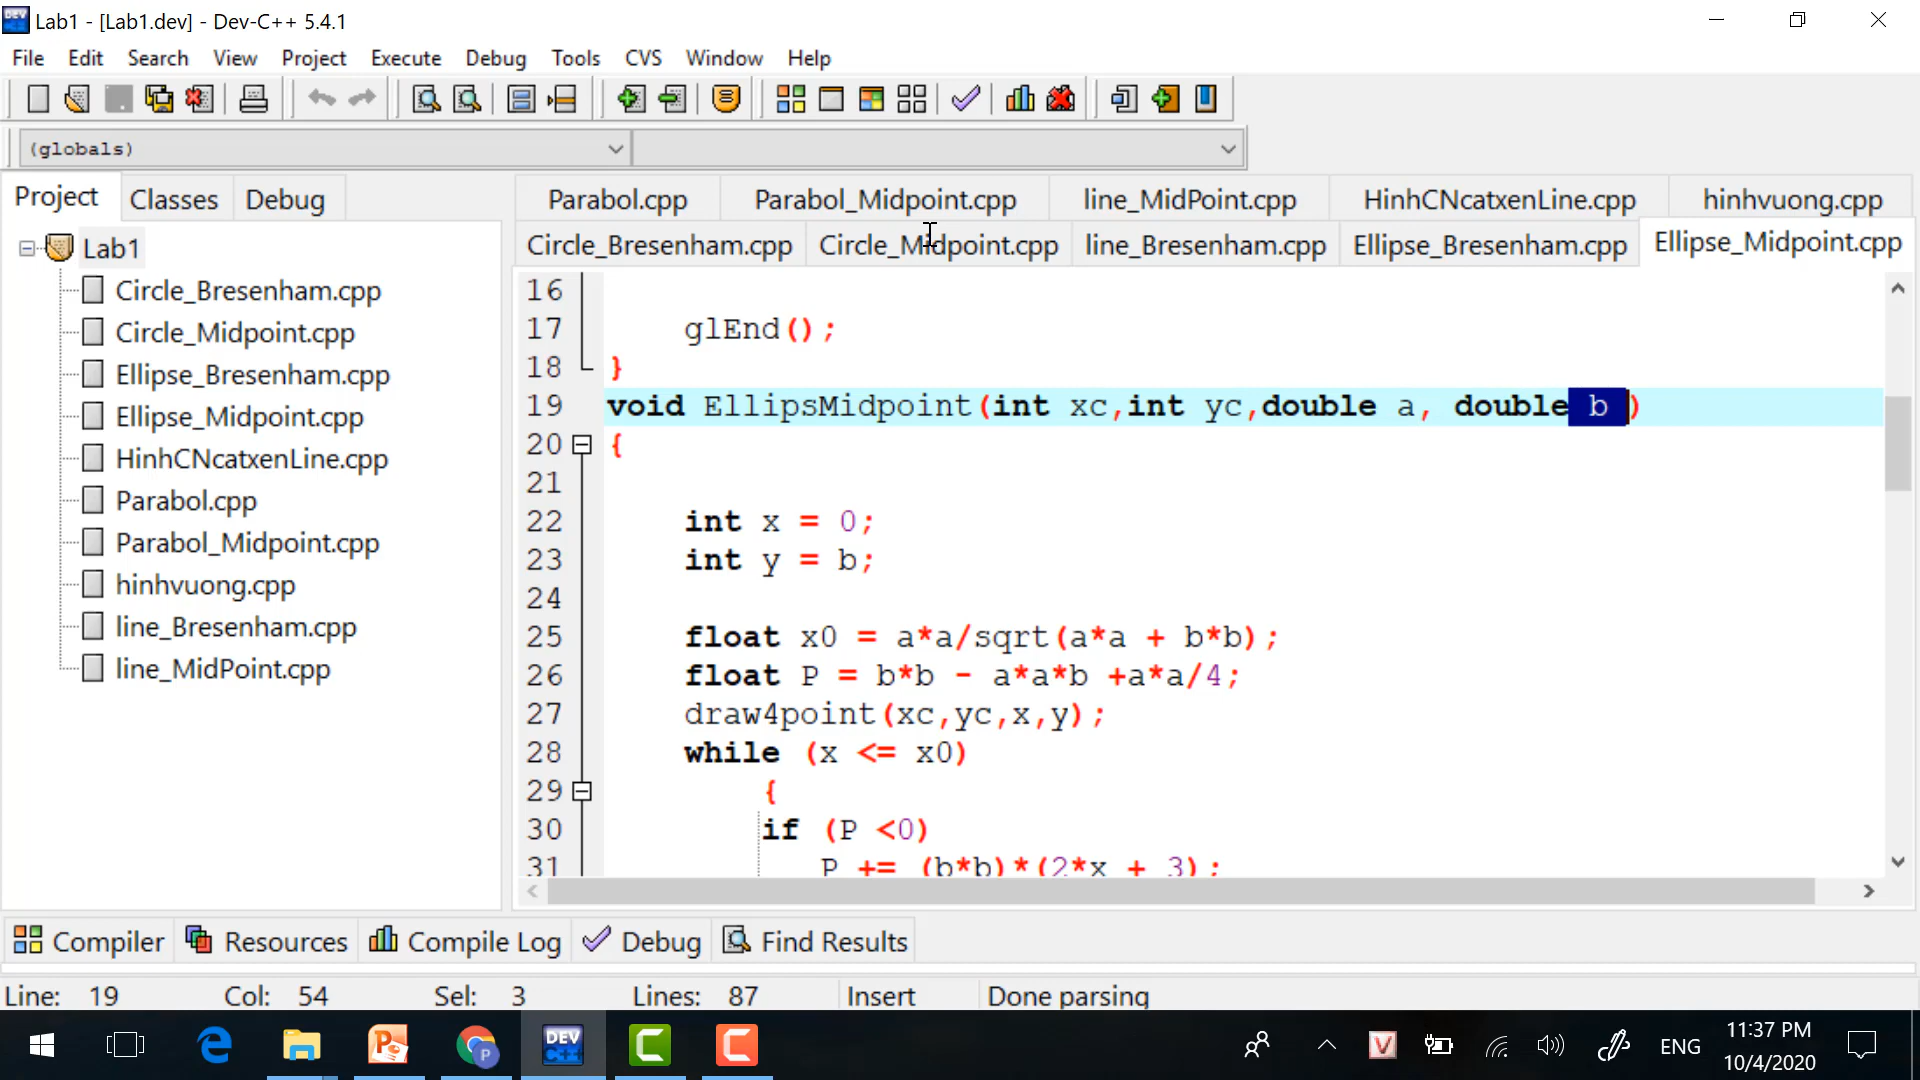 Lab1 - [Lab1.dev] - Dev-C++ 5.4.1
File Edit Search View Project Execute Debug Tools CVS Window Help
(globals)
Project Classes Debug
Parabol.cpp Parabol_Midpoint.cpp line_MidPoint.cpp HinhCNcatxenLine.cpp hinhvuong.cpp
Circle_Bresenham.cpp Circle_Midpoint.cpp line_Bresenham.cpp Ellipse_Bresenham.cpp Ellipse_Midpoint.cpp
Lab1
Circle_Bresenham.cpp
Circle_Midpoint.cpp
Ellipse_Bresenham.cpp
Ellipse_Midpoint.cpp
HinhCNcatxenLine.cpp
Parabol.cpp
Parabol_Midpoint.cpp
hinhvuong.cpp
line_Bresenham.cpp
line_MidPoint.cpp
16
17 glEnd();
18 }
19 void EllipsMidpoint(int xc,int yc,double a, double b )
20 {
21
22 int x = 0;
23 int y = b;
24
25 float x0 = a*a/sqrt(a*a + b*b);
26 float P = b*b - a*a*b +a*a/4;
27 draw4point(xc,yc,x,y);
28 while (x <= x0)
29 {
30 if (P <0)
31 P += (b*b)*(2*x + 3);
Compiler Resources Compile Log Debug Find Results
Line: 19 Col: 54 Sel: 3 Lines: 87 Insert Done parsing
DEV C++
P
V
ENG
11:37 PM
10/4/2020